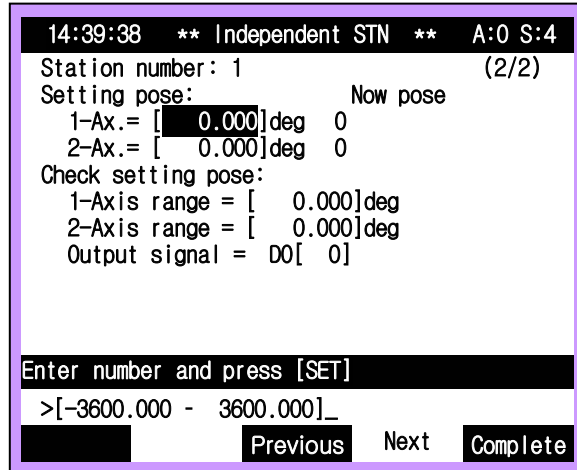 14:39:38 ** Independent STN ** A:0 S:4
Station number: 1 (2/2)
Setting pose: Now pose
1-Ax.= [ 0.000]deg 0
2-Ax.= [ 0.000]deg 0
Check setting pose:
1-Axis range = [ 0.000]deg
2-Axis range = [ 0.000]deg
Output signal = DO[ 0]
Enter number and press [SET]
>[-3600.000 - 3600.000]_
Previous Next Complete